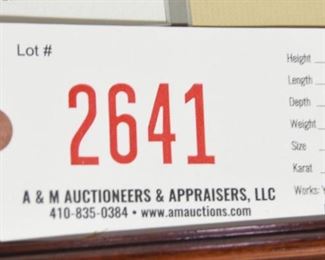 Lot #
2641
A & M AUCTIONEERS & APPRAISERS, LLC
410-835-0384 • www.amauctions.com
Height
Length
Depth
Weight
Size
Karat
Works: